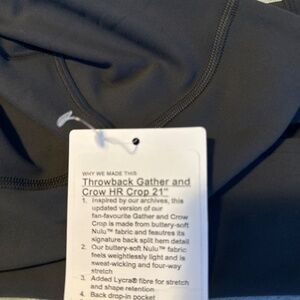 WHY WE MADE THIS
Throwback Gather and
Crow HR Crop 21"
1. Inspired by our archives, this
updated version of our
fan-favourite Gather and Crow
Crop is made from buttery-soft
Nulu™ fabric and feautres its
signature back split hem detail
2. Our buttery-soft Nulu™ fabric
feels weightlessly light and is
sweat-wicking and four-way
stretch
3. Added Lycra® fibre for stretch
and shape retention
4. Back drop-in pocket